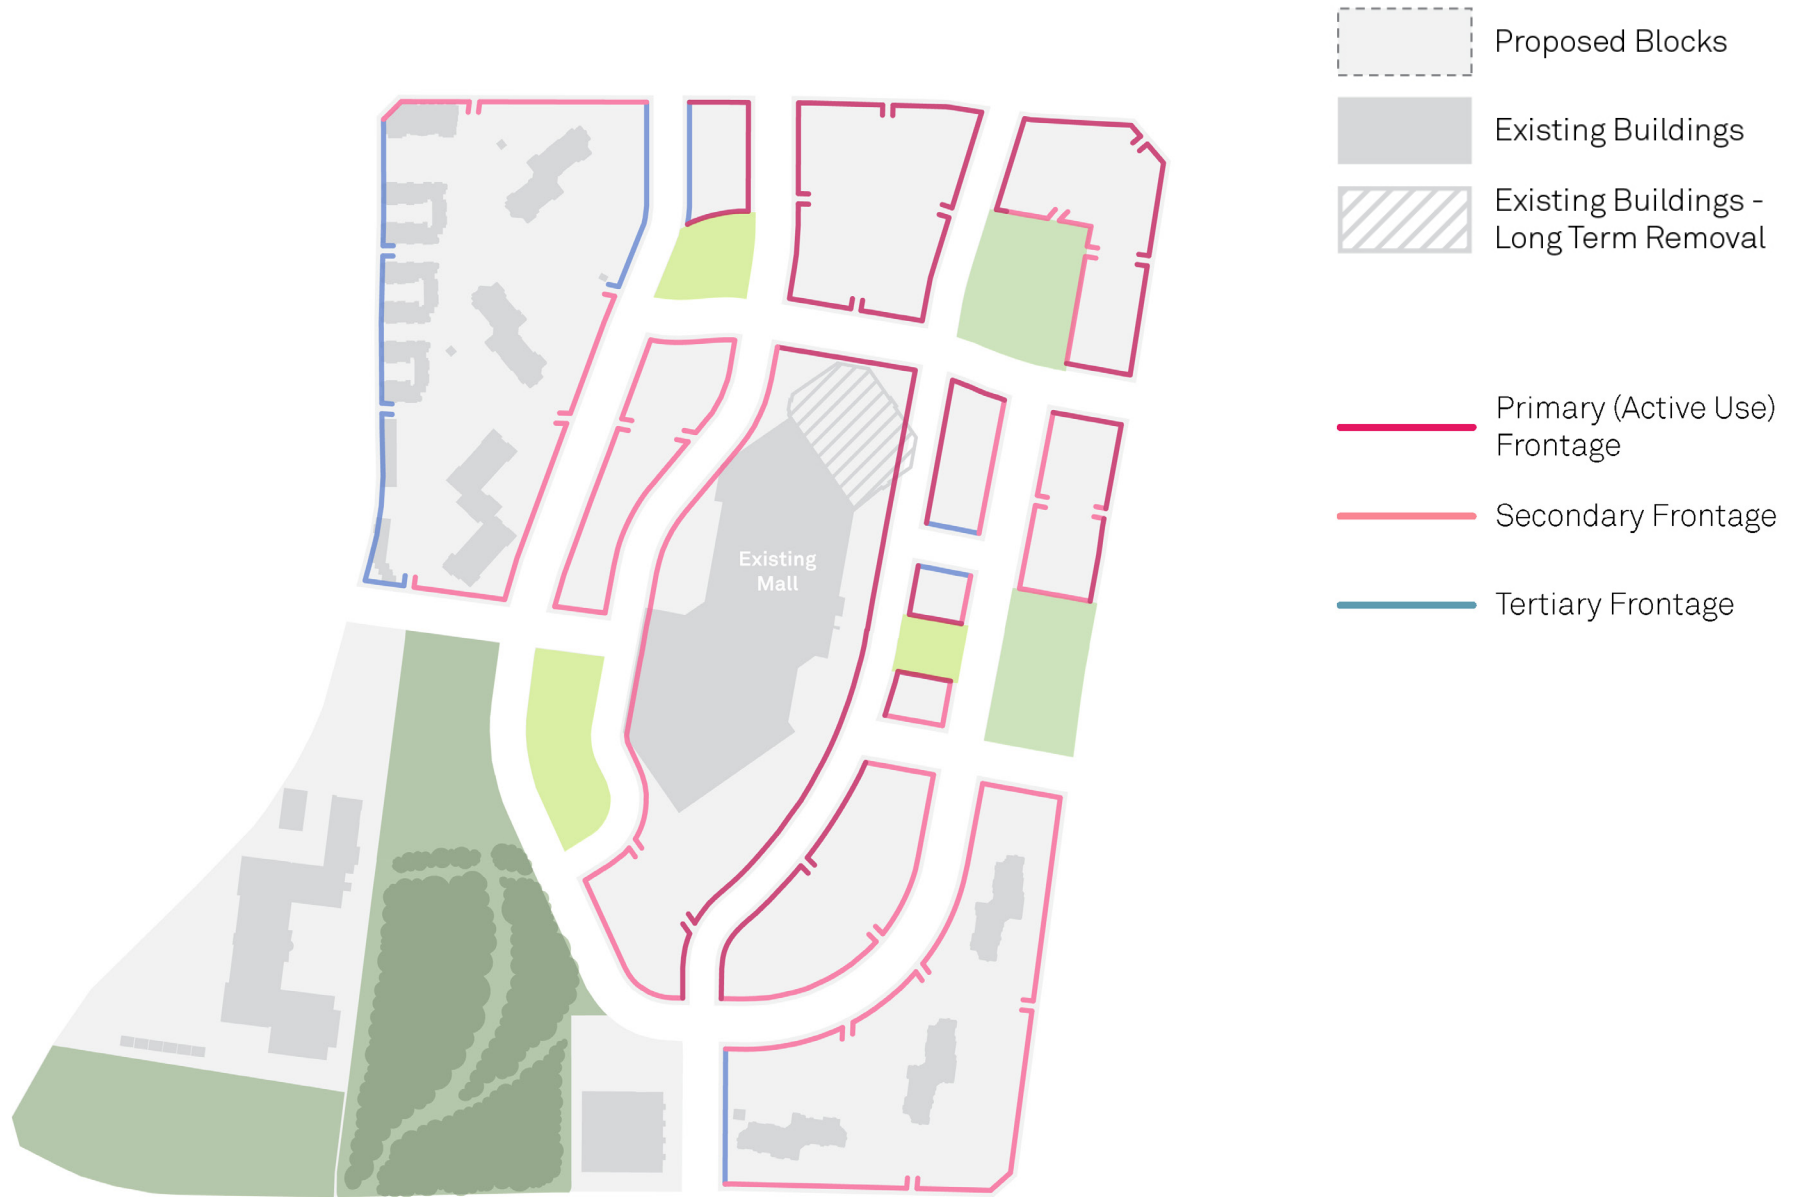 Proposed Blocks
Existing Buildings
Existing Buildings -
Long Term Removal
Primary (Active Use)
Frontage
Secondary Frontage
Tertiary Frontage
Existing
Mall